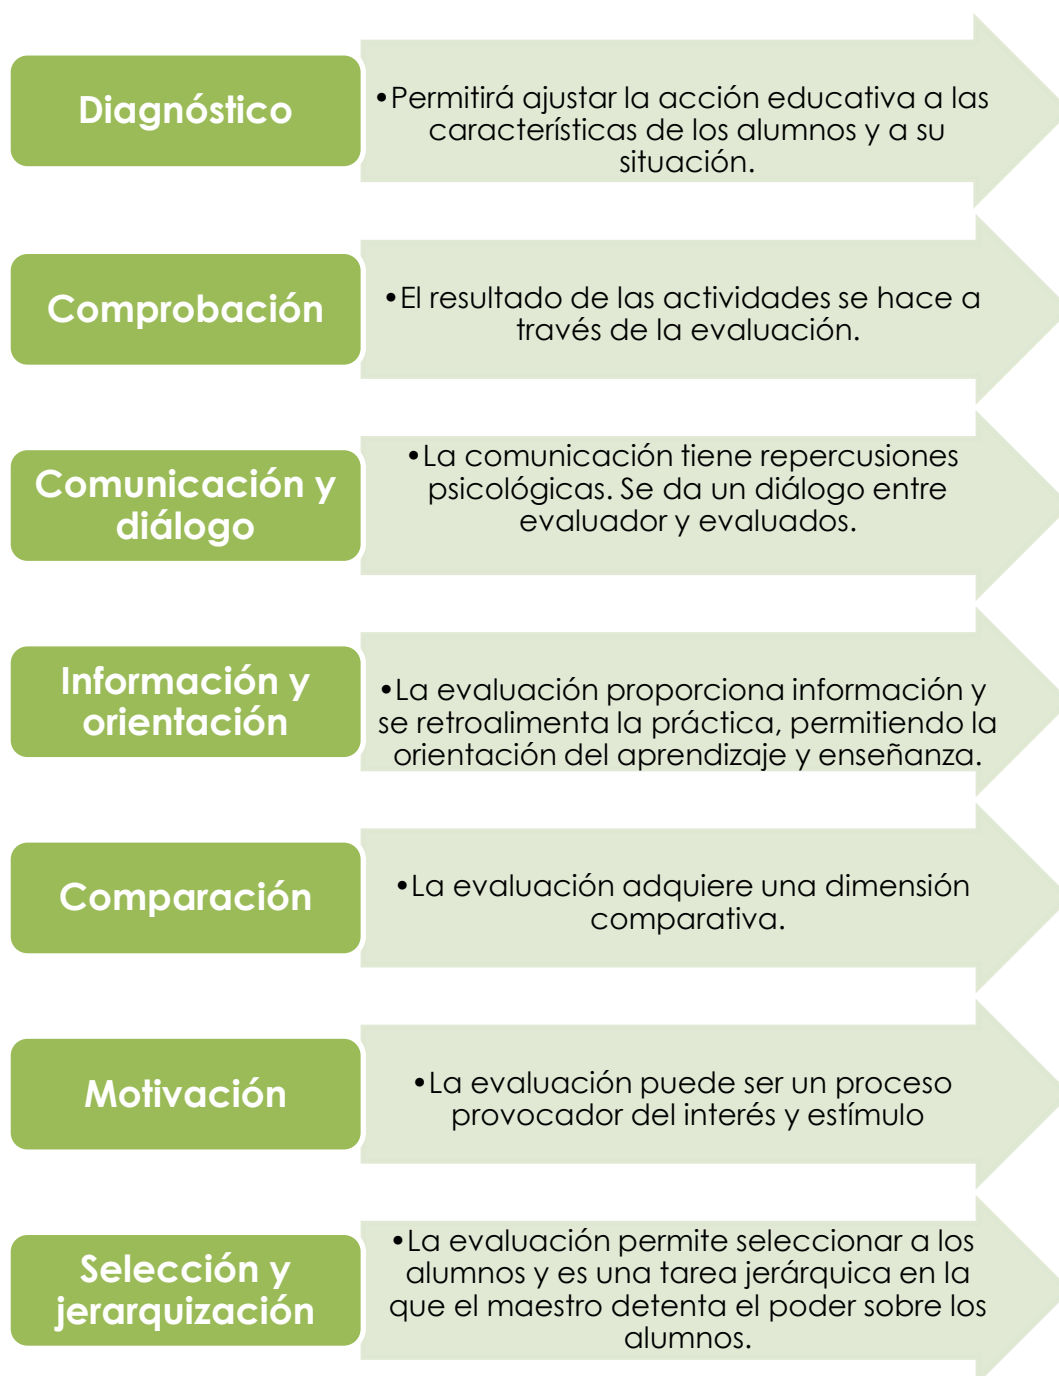 Diagnóstico
•Permitirá ajustar la acción educativa a las
características de los alumnos y a su
situación.
Comprobación
•El resultado de las actividades se hace a
través de la evaluación.
Comunicación y
diálogo
•La comunicación tiene repercusiones
psicológicas. Se da un diálogo entre
evaluador y evaluados.
Información y
orientación
•La evaluación proporciona información y
se retroalimenta la práctica, permitiendo la
orientación del aprendizaje y enseñanza.
Comparación
•La evaluación adquiere una dimensión
comparativa.
Motivación
•La evaluación puede ser un proceso
provocador del interés y estímulo
Selección y
jerarquización
•La evaluación permite seleccionar a los
alumnos y es una tarea jerárquica en la
que el maestro detenta el poder sobre los
alumnos.